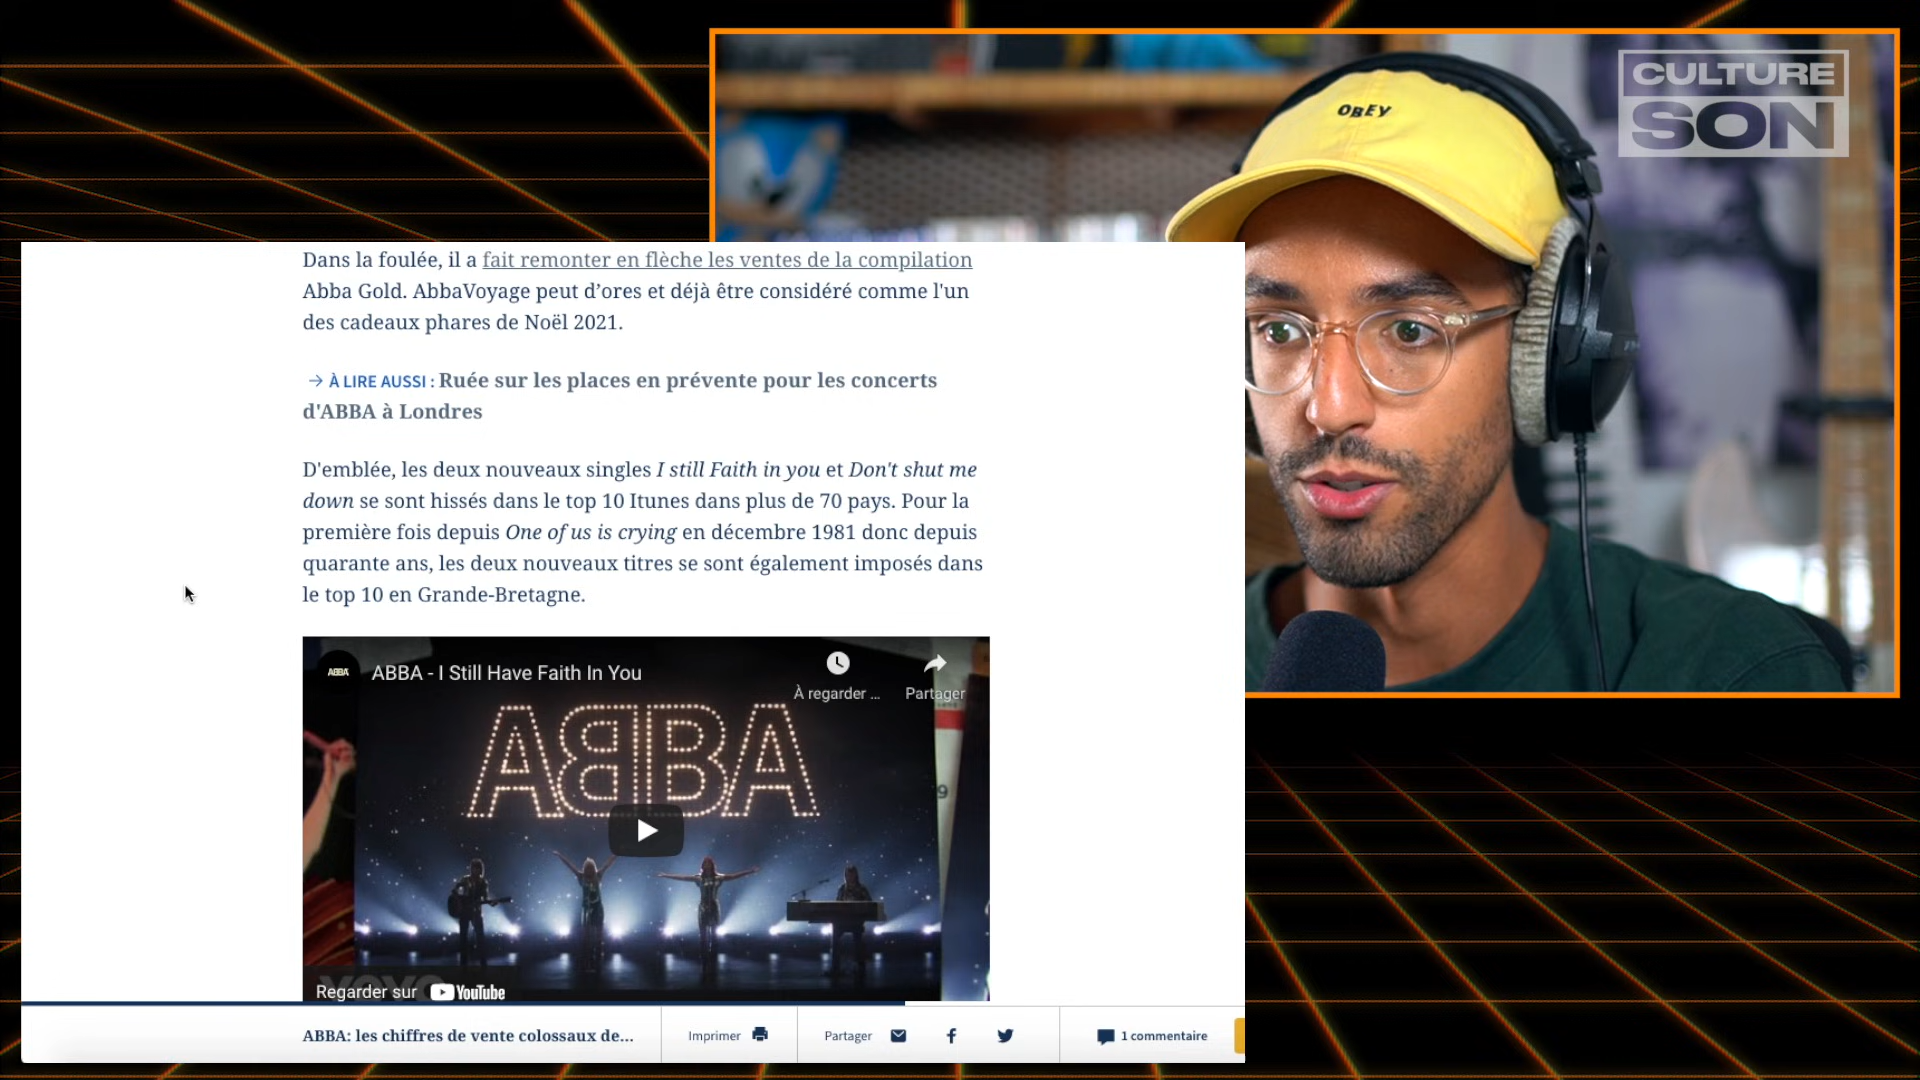 CULTURE
SON
OBEY
Dans la foulée, il a fait remonter en flèche les ventes de la compilation
Abba Gold. AbbaVoyage peut d’ores et déjà être considéré comme l'un
des cadeaux phares de Noël 2021.
→ À LIRE AUSSI : Ruée sur les places en prévente pour les concerts
d'ABBA à Londres
D'emblée, les deux nouveaux singles I still Faith in you et Don't shut me
down se sont hissés dans le top 10 Itunes dans plus de 70 pays. Pour la
première fois depuis One of us is crying en décembre 1981 donc depuis
quarante ans, les deux nouveaux titres se sont également imposés dans
le top 10 en Grande-Bretagne.
ABBA
ABBA - I Still Have Faith In You
À regarder ...
Partager
ABBA
9
vevo
Regarder sur YouTube
ABBA: les chiffres de vente colossaux de...
Imprimer
Partager
1 commentaire